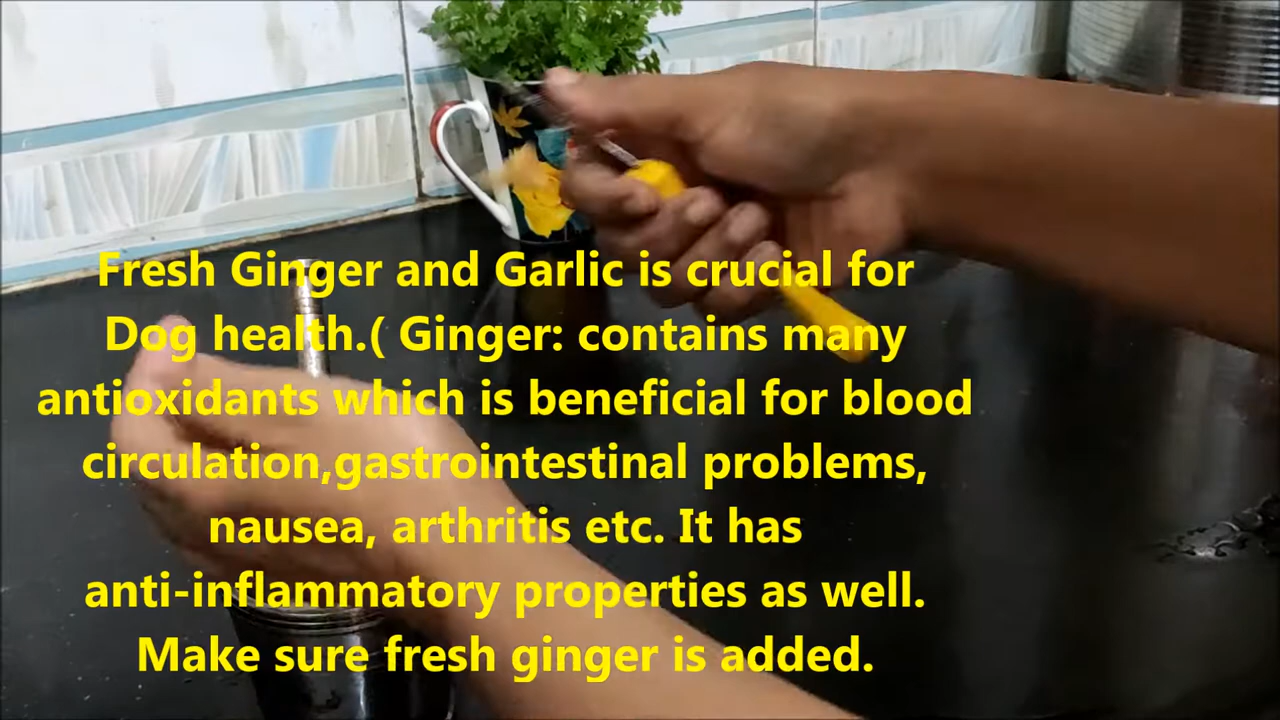 Fresh Ginger and Garlic is crucial for
Dog health.( Ginger: contains many
antioxidants which is beneficial for blood
circulation,gastrointestinal problems,
nausea, arthritis etc. It has
anti-inflammatory properties as well.
Make sure fresh ginger is added.